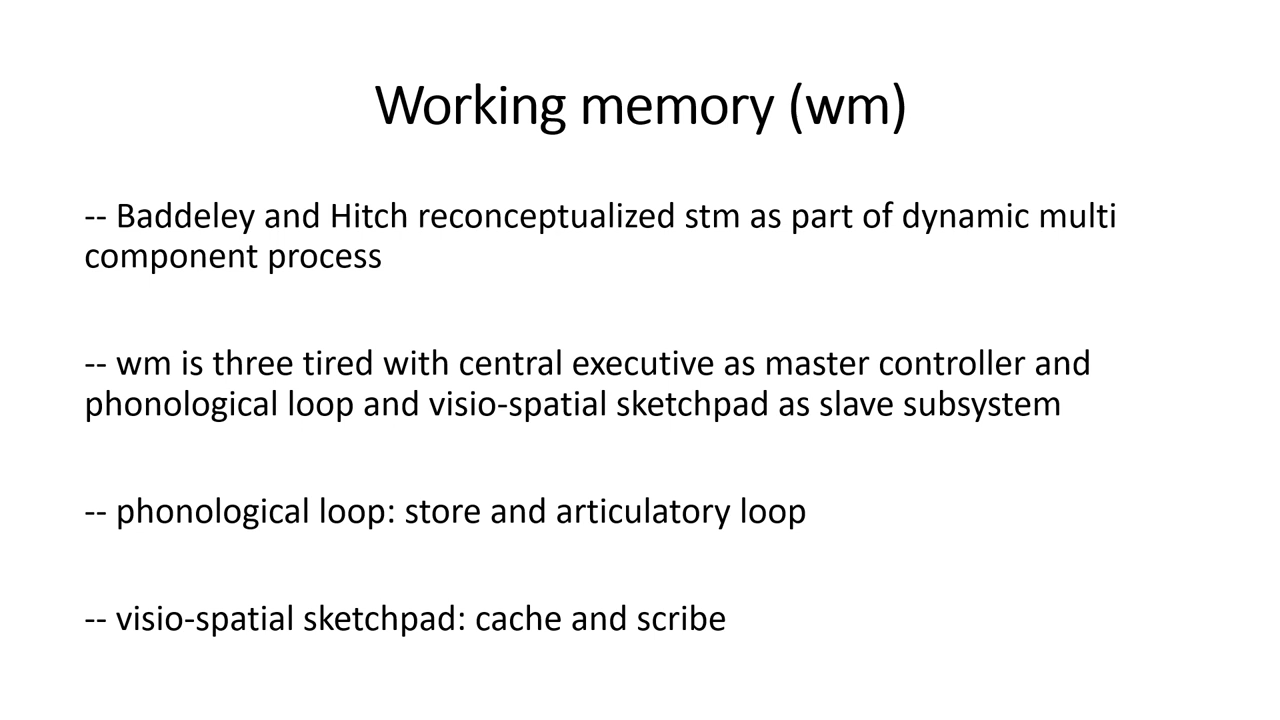 Working memory (wm)
-- Baddeley and Hitch reconceptualized stm as part of dynamic multi
component process
-- wm is three tired with central executive as master controller and
phonological loop and visio-spatial sketchpad as slave subsystem
-- phonological loop: store and articulatory loop
-- visio-spatial sketchpad: cache and scribe